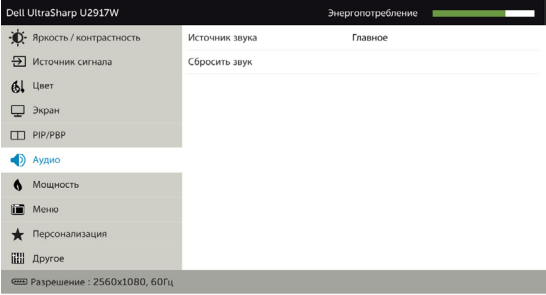 Dell UltraSharp U2917W Энергопотребление
Яркость / контрастность Источник звука Главное
Источник сигнала Сбросить звук
Цвет
Экран
PIP/PBP
Аудио
Мощность
Меню
Персонализация
Другое
Разрешение : 2560x1080, 60Гц